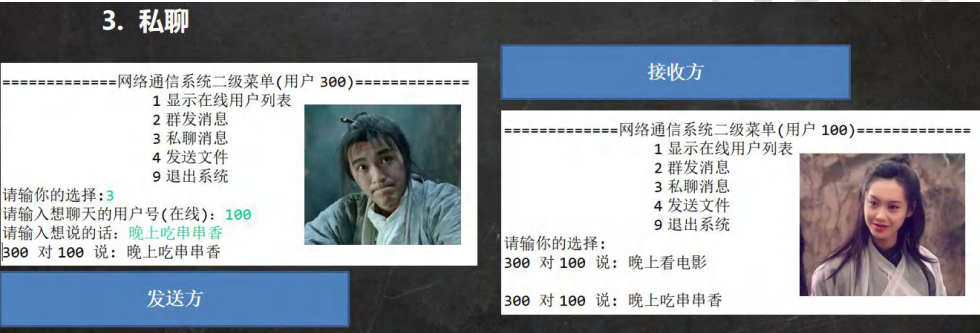 3. 私聊
=============网络通信系统二级菜单(用户 300)=============
1 显示在线用户列表
2 群发消息
3 私聊消息
4 发送文件
9 退出系统
请输你的选择:3
请输入想聊天的用户号(在线): 100
请输入想说的话: 晚上吃串串香
300 对 100 说: 晚上吃串串香
发送方
接收方
=============网络通信系统二级菜单(用户 100)=============
1 显示在线用户列表
2 群发消息
3 私聊消息
4 发送文件
9 退出系统
请输你的选择:
300 对 100 说: 晚上看电影
300 对 100 说: 晚上吃串串香